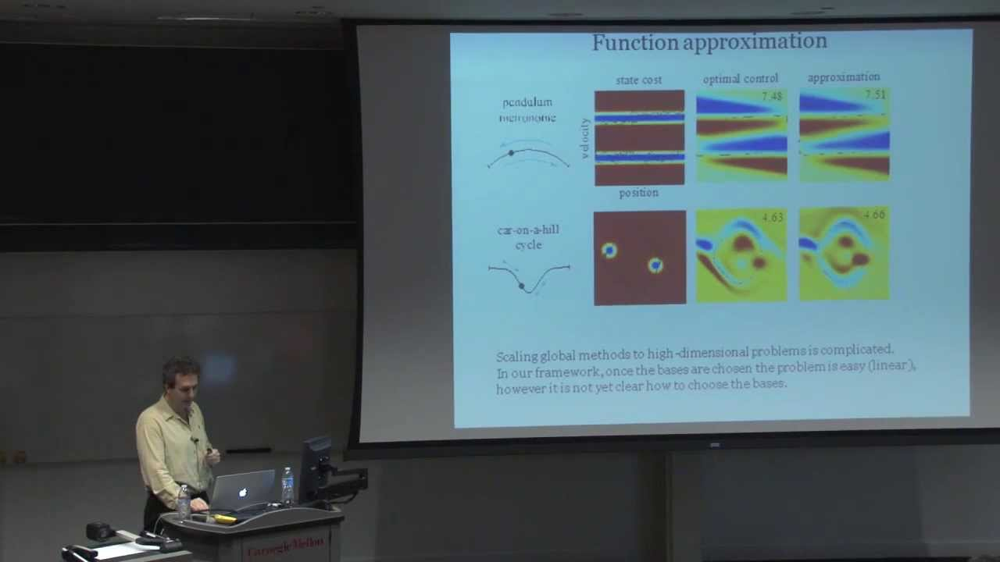 Function approximation
state cost
optimal control
approximation
pendulum
metronome
velocity
7.48
7.51
position
car-on-a-hill
cycle
4.63
4.66
Scaling global methods to high-dimensional problems is complicated.
In our framework, once the bases are chosen the problem is easy (linear),
however it is not yet clear how to choose the bases.
Carnegie Mellon